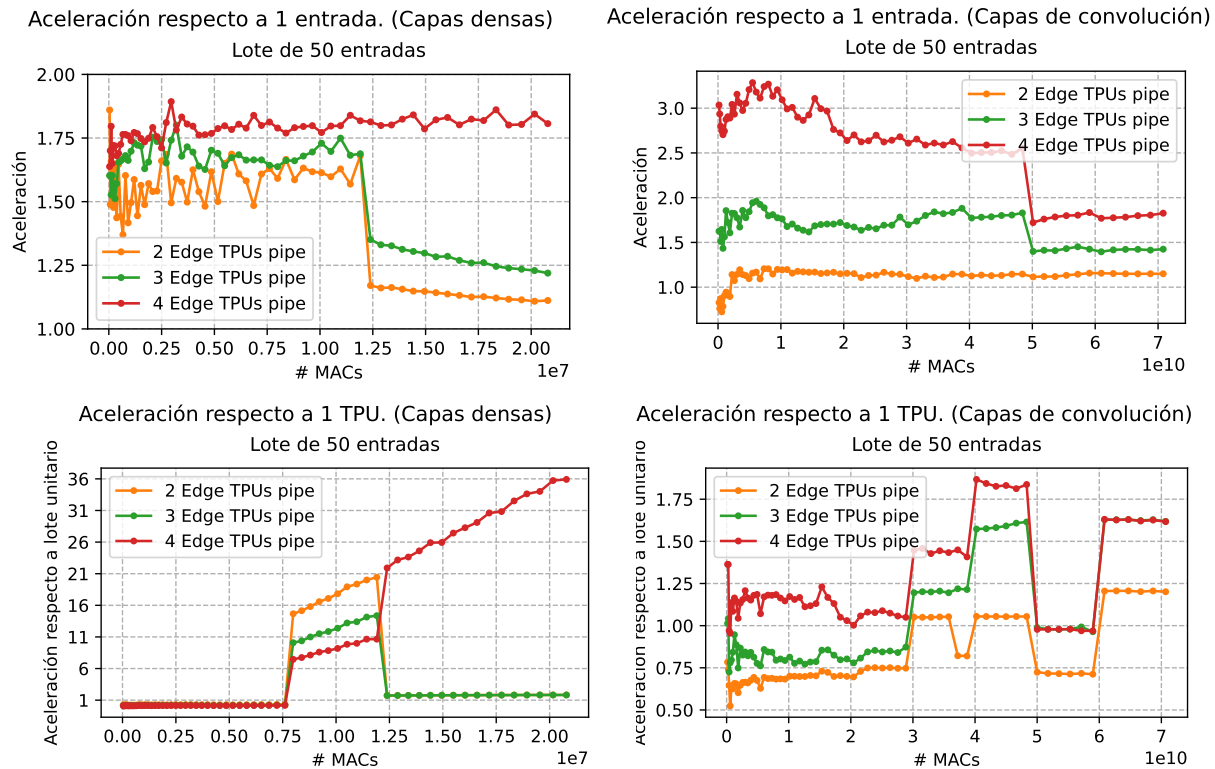 Aceleración respecto a 1 entrada. (Capas densas)
Lote de 50 entradas
2.00
1.75
1.50
1.25
1.00
Aceleración
2 Edge TPUs pipe
3 Edge TPUs pipe
4 Edge TPUs pipe
0.00 0.25 0.50 0.75 1.00 1.25 1.50 1.75 2.00
# MACs
1e7
Aceleración respecto a 1 entrada. (Capas de convolución)
Lote de 50 entradas
3.0
2.5
2.0
1.5
1.0
Aceleración
2 Edge TPUs pipe
3 Edge TPUs pipe
4 Edge TPUs pipe
0 1 2 3 4 5 6 7
# MACs
1e10
Aceleración respecto a 1 TPU. (Capas densas)
Lote de 50 entradas
36
31
26
21
16
11
6
1
Aceleración respecto a lote unitario
2 Edge TPUs pipe
3 Edge TPUs pipe
4 Edge TPUs pipe
0.00 0.25 0.50 0.75 1.00 1.25 1.50 1.75 2.00
# MACs
1e7
Aceleración respecto a 1 TPU. (Capas de convolución)
Lote de 50 entradas
1.75
1.50
1.25
1.00
0.75
0.50
Aceleración respecto a lote unitario
2 Edge TPUs pipe
3 Edge TPUs pipe
4 Edge TPUs pipe
0 1 2 3 4 5 6 7
# MACs
1e10